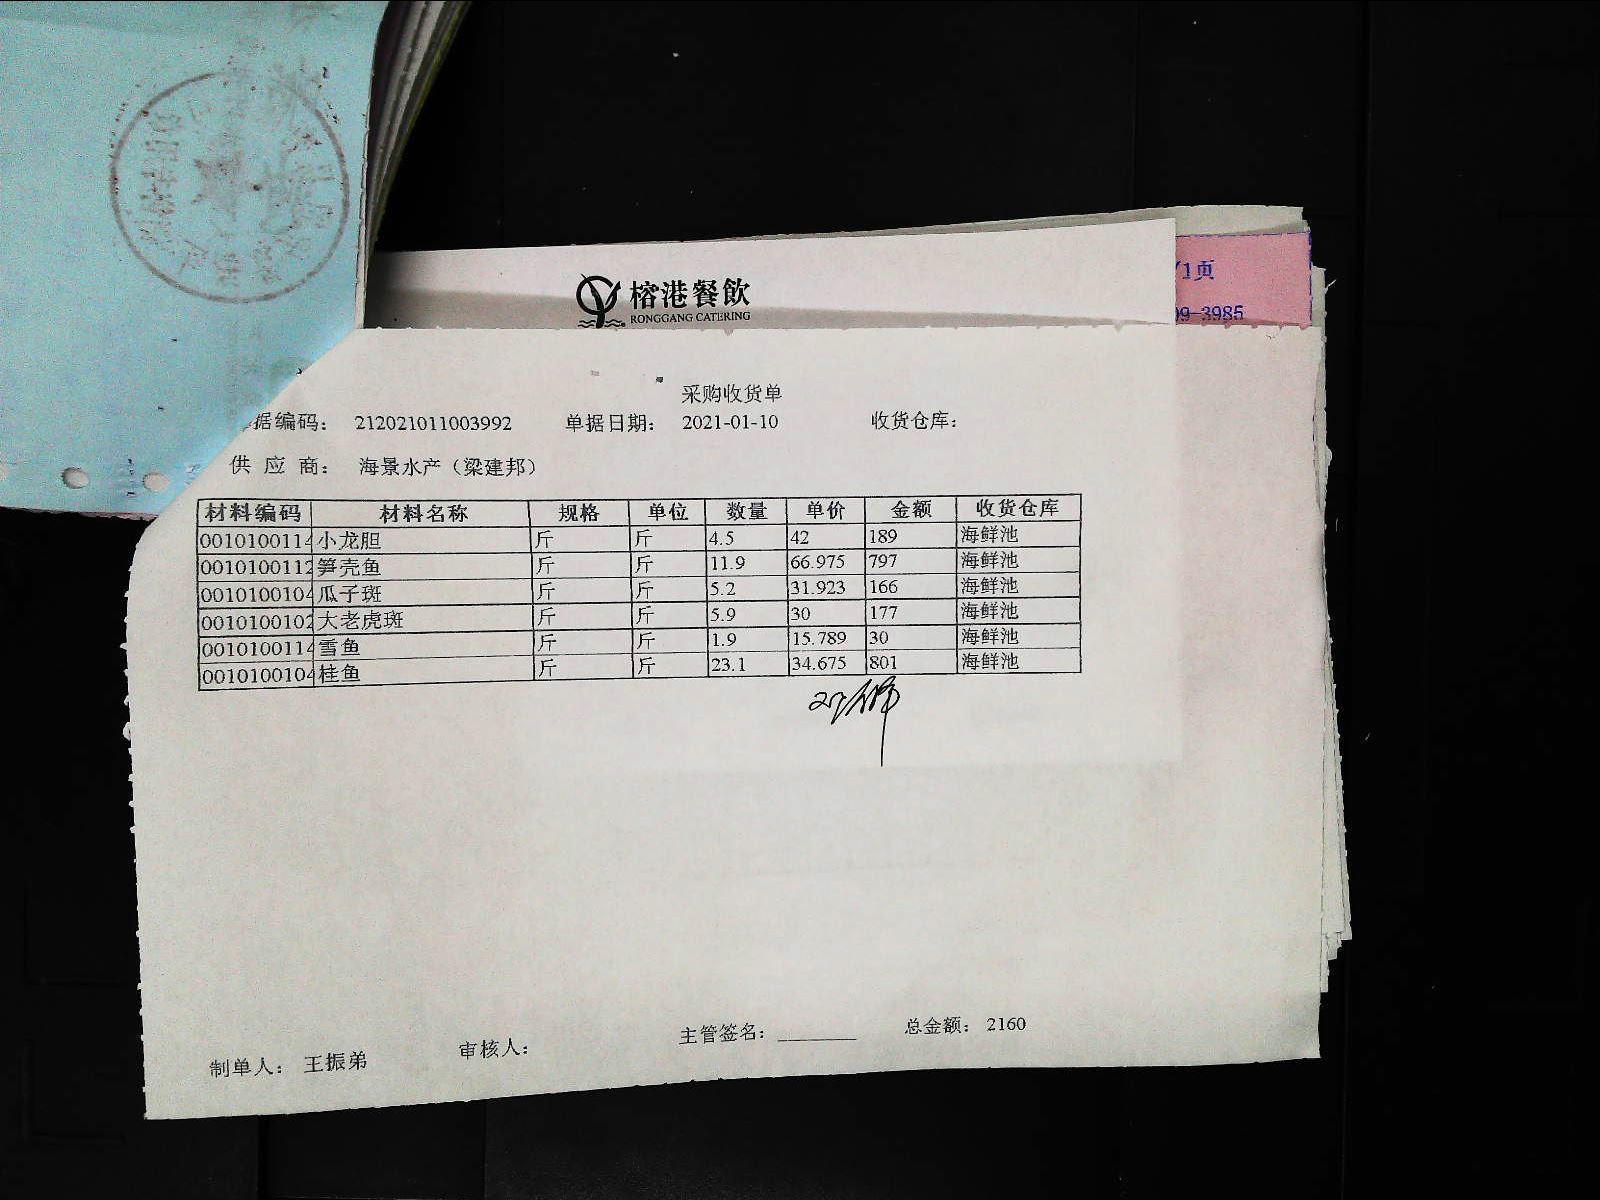 榕港餐飲
RONGGANG CATERING
/1页
09-3985
采购收货单
据编码： 212021011003992 单据日期： 2021-01-10 收货仓库：
供 应 商： 海景水产（梁建邦）
材料编码 材料名称 规格 单位 数量 单价 金额 收货仓库
0010100114 小龙胆 斤 斤 4.5 42 189 海鲜池
0010100112 笋壳鱼 斤 斤 11.9 66.975 797 海鲜池
0010100104 瓜子斑 斤 斤 5.2 31.923 166 海鲜池
0010100102 大老虎斑 斤 斤 5.9 30 177 海鲜池
0010100114 雪鱼 斤 斤 1.9 15.789 30 海鲜池
0010100104 桂鱼 斤 斤 23.1 34.675 801 海鲜池
制单人： 王振弟 审核人： 主管签名：________ 总金额： 2160